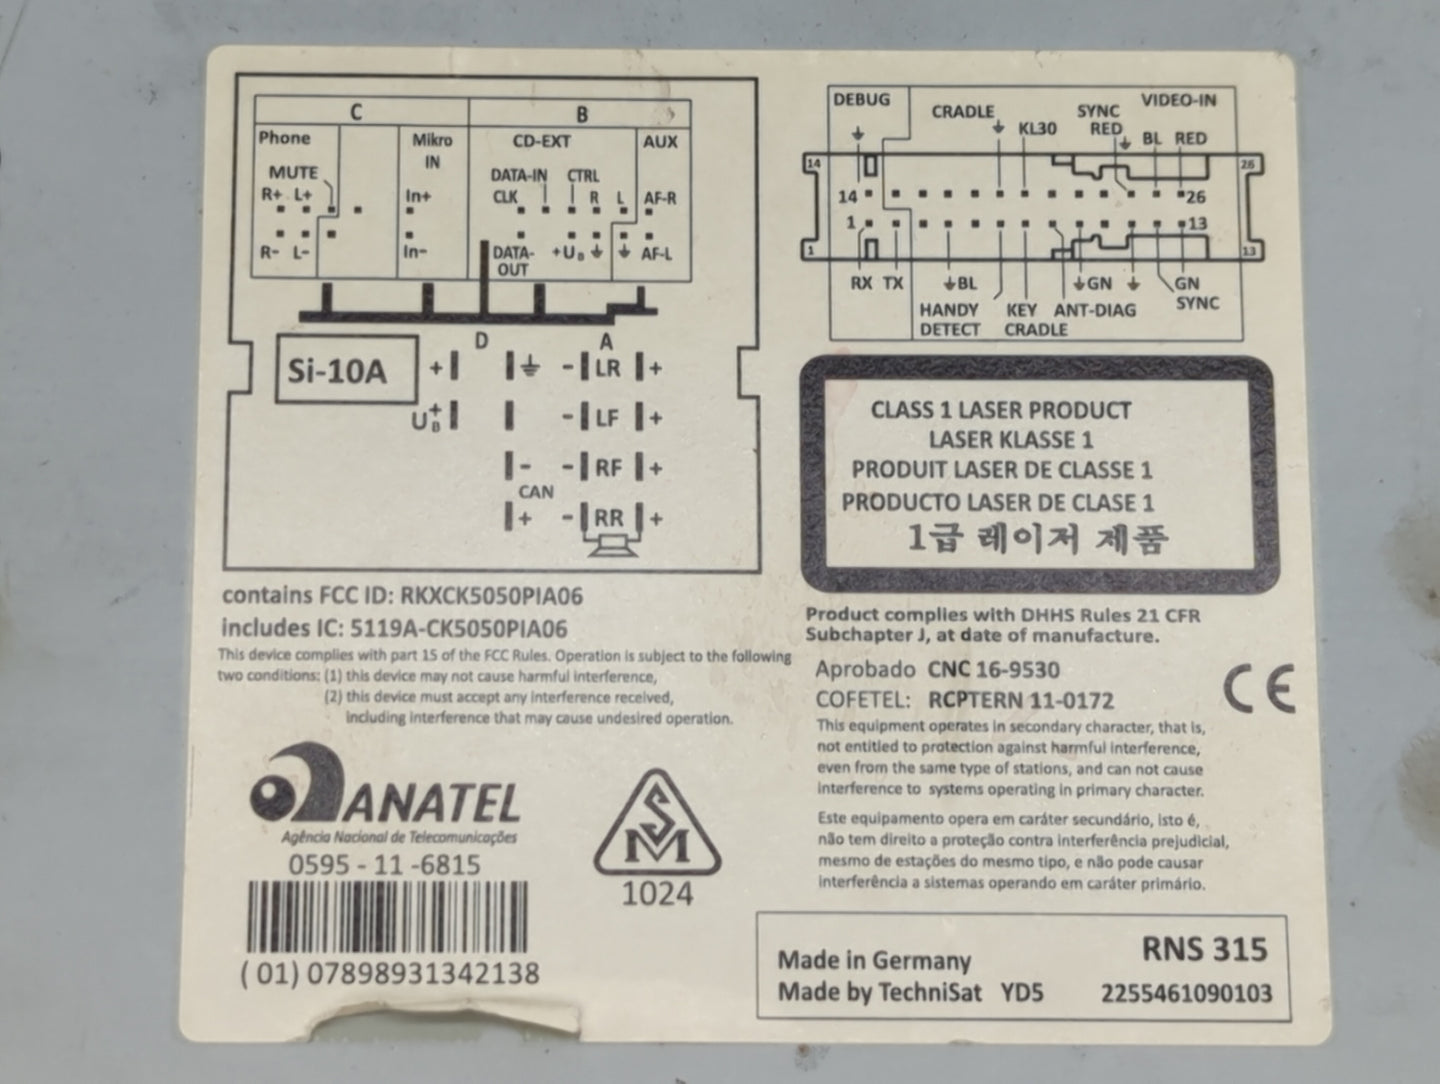 C B
Phone Mikro IN CD-EXT AUX
MUTE DATA-IN CTRL
R+ L+ In+ CLK R L AF-R
R- L- In- DATA-OUT +UB AF-L
D A
Si-10A + - LR +
U+B - LF +
- - RF +
CAN
+ - RR +
contains FCC ID: RKXCK5050PIA06
includes IC: 5119A-CK5050PIA06
This device complies with part 15 of the FCC Rules. Operation is subject to the following
two conditions: (1) this device may not cause harmful interference,
(2) this device must accept any interference received,
including interference that may cause undesired operation.
ANATEL
Agência Nacional de Telecomunicações
0595 - 11 -6815
( 01) 07898931342138
SM
1024
DEBUG CRADLE KL30 SYNC RED VIDEO-IN BL RED
14 26
14 26
1 13
1 13
RX TX BL GN GN
HANDY DETECT KEY CRADLE ANT-DIAG SYNC
CLASS 1 LASER PRODUCT
LASER KLASSE 1
PRODUIT LASER DE CLASSE 1
PRODUCTO LASER DE CLASE 1
1급 레이저 제품
Product complies with DHHS Rules 21 CFR
Subchapter J, at date of manufacture.
Aprobado CNC 16-9530
COFETEL: RCPTERN 11-0172
CE
This equipment operates in secondary character, that is,
not entitled to protection against harmful interference,
even from the same type of stations, and can not cause
interference to systems operating in primary character.
Este equipamento opera em caráter secundário, isto é,
não tem direito a proteção contra interferência prejudicial,
mesmo de estações do mesmo tipo, e não pode causar
interferência a sistemas operando em caráter primário.
RNS 315
Made in Germany
Made by TechniSat YD5 2255461090103